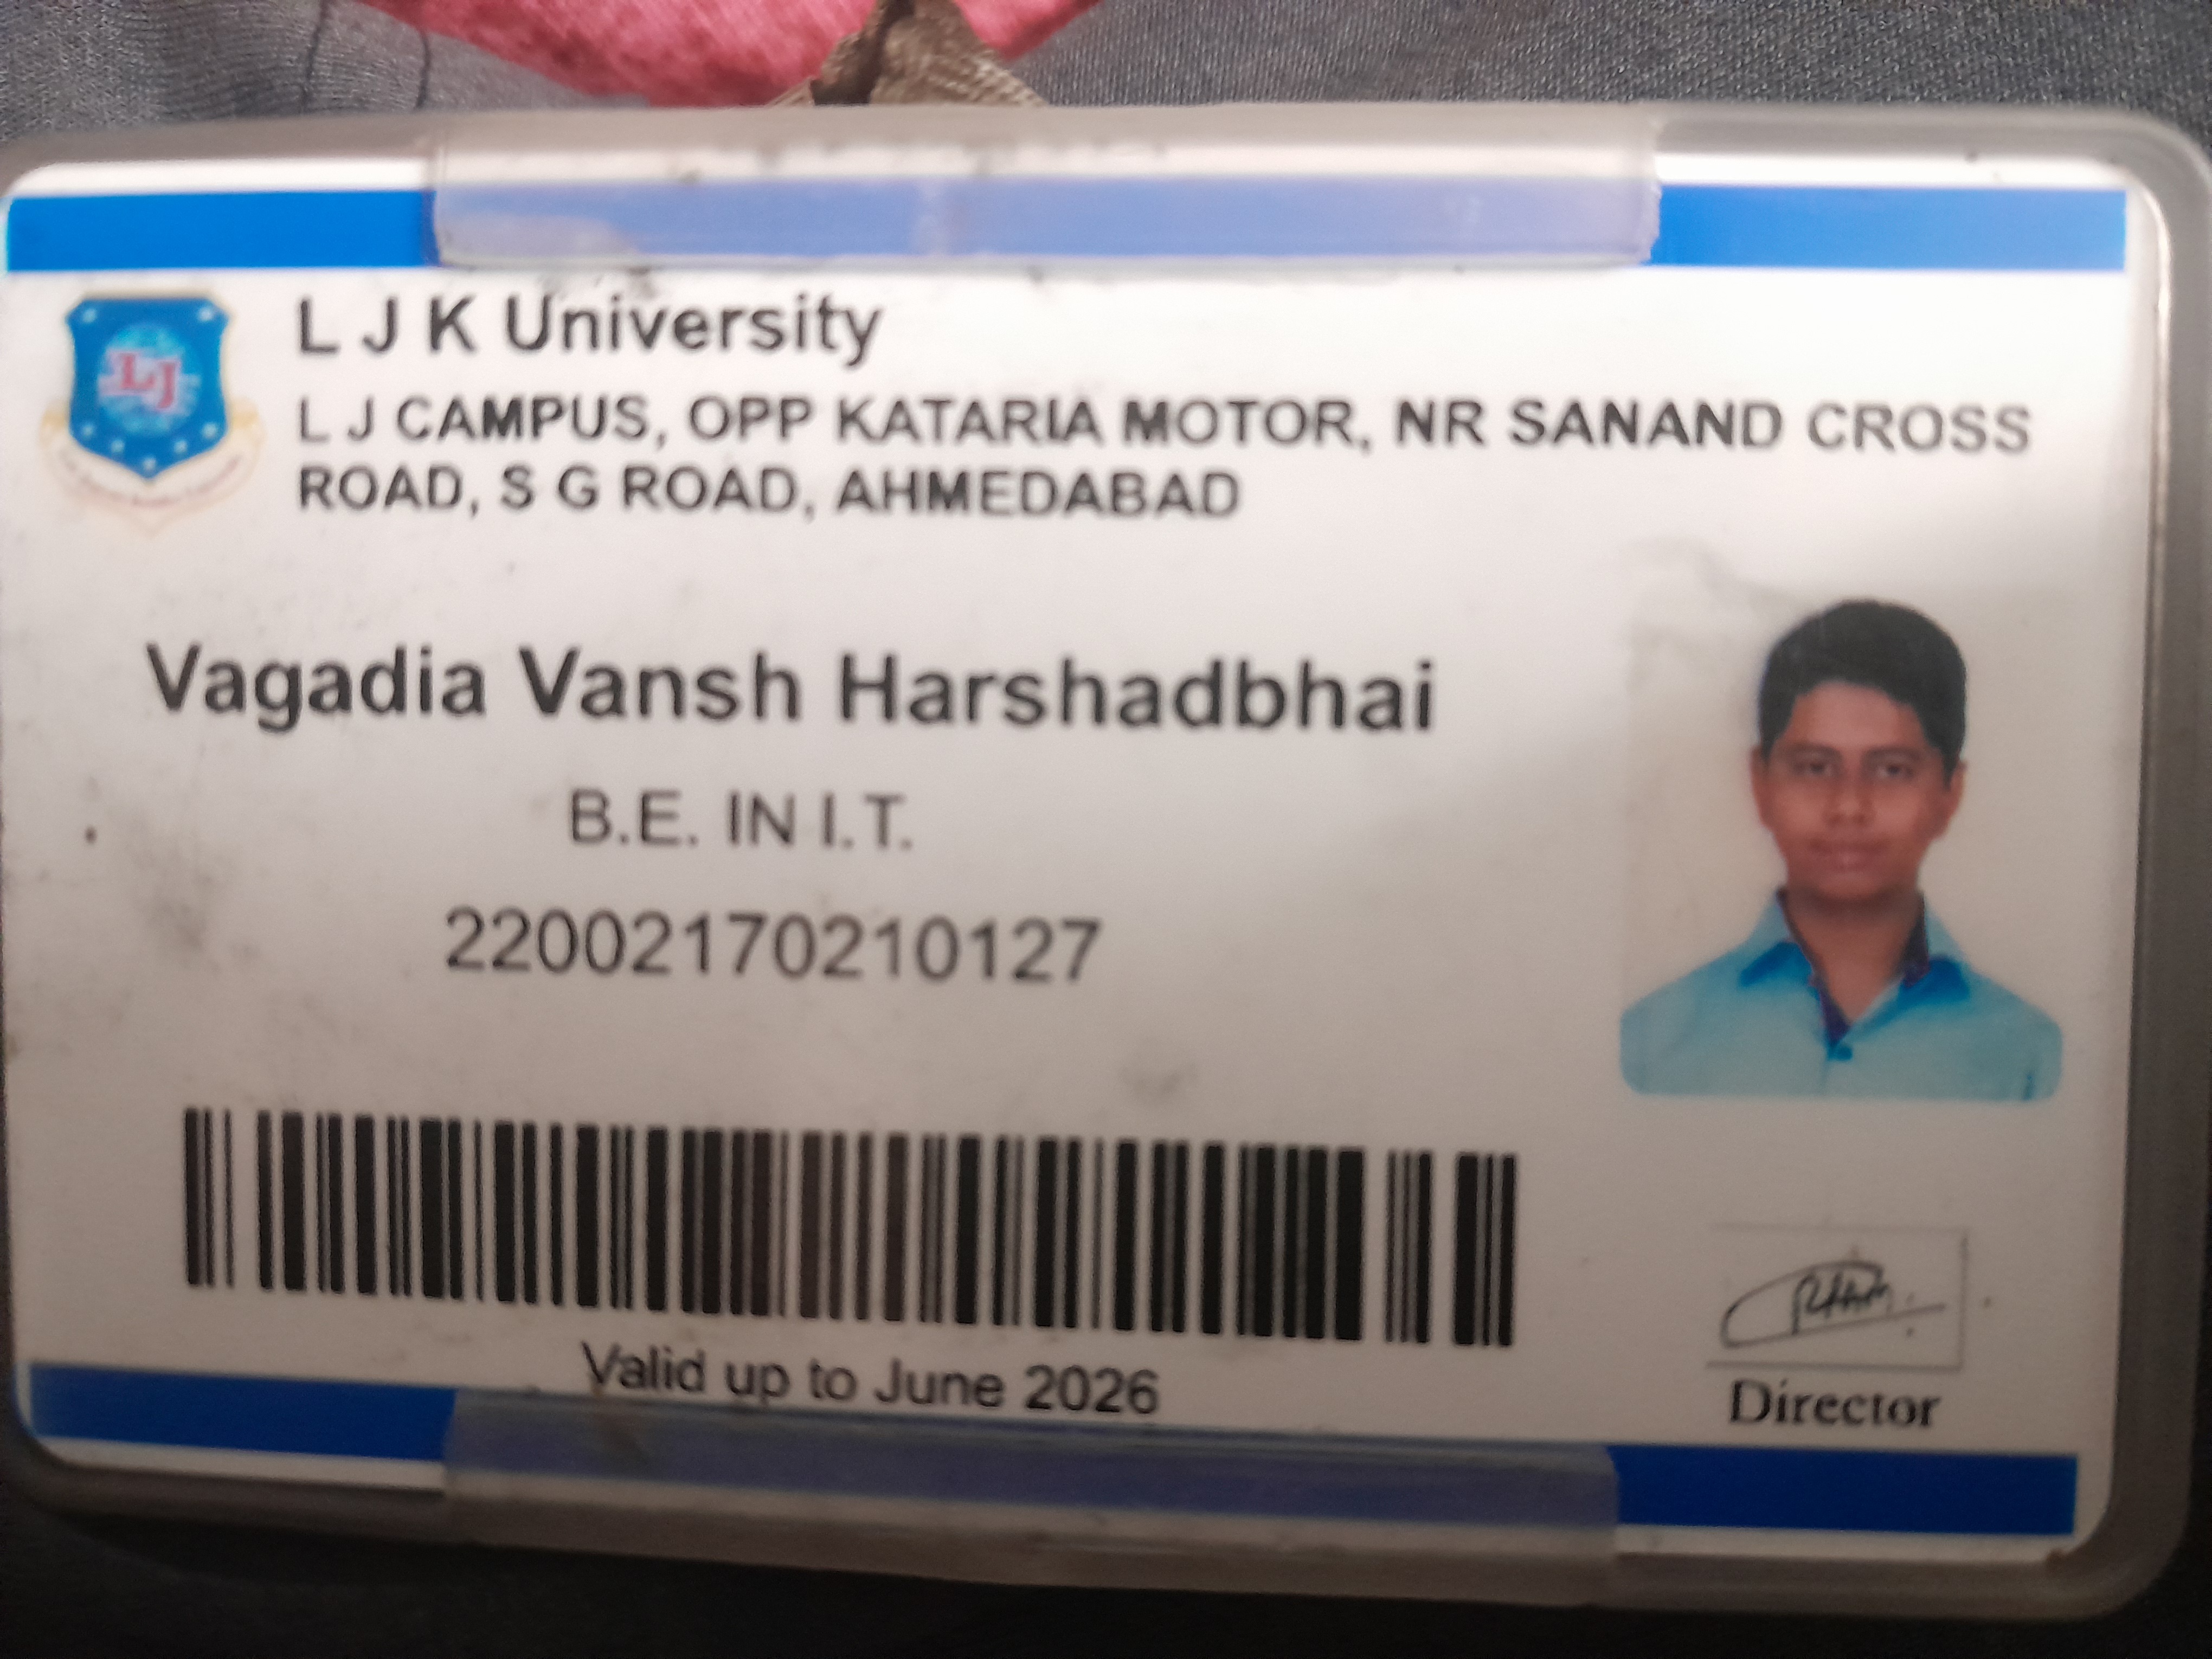 L J K University
L J CAMPUS, OPP KATARIA MOTOR, NR SANAND CROSS
ROAD, S G ROAD, AHMEDABAD
LJ
Vagadia Vansh Harshadbhai
B.E. IN I.T.
22002170210127
Valid up to June 2026
Director